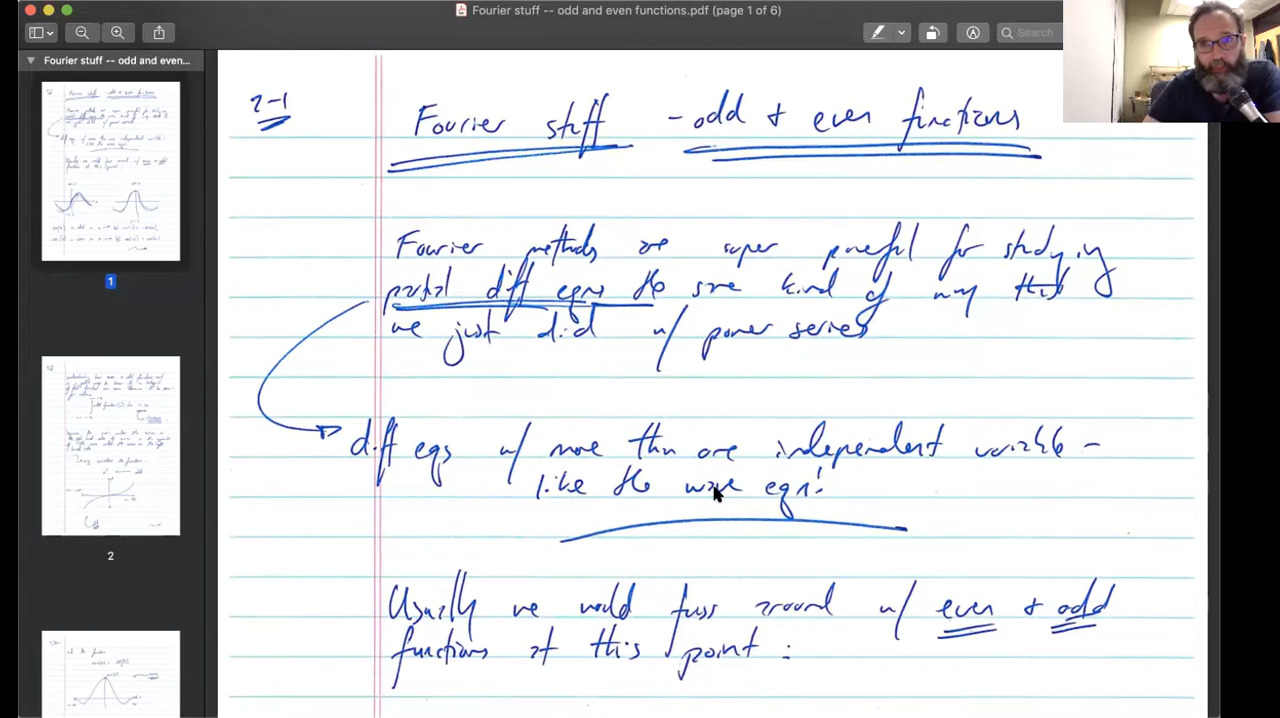 Fourier stuff -- odd and even functions.pdf (page 1 of 6)
Search
Fourier stuff -- odd and even...
1
2
2-1
Fourier stuff - odd & even functions
Fourier methods are super powerful for studying
partial diff eqns the same kind of way that
we just did w/ power series
diff eqs w/ more than one independent variable -
like the wave eqn!
Usually we would fuss around w/ even & odd
functions at this point: